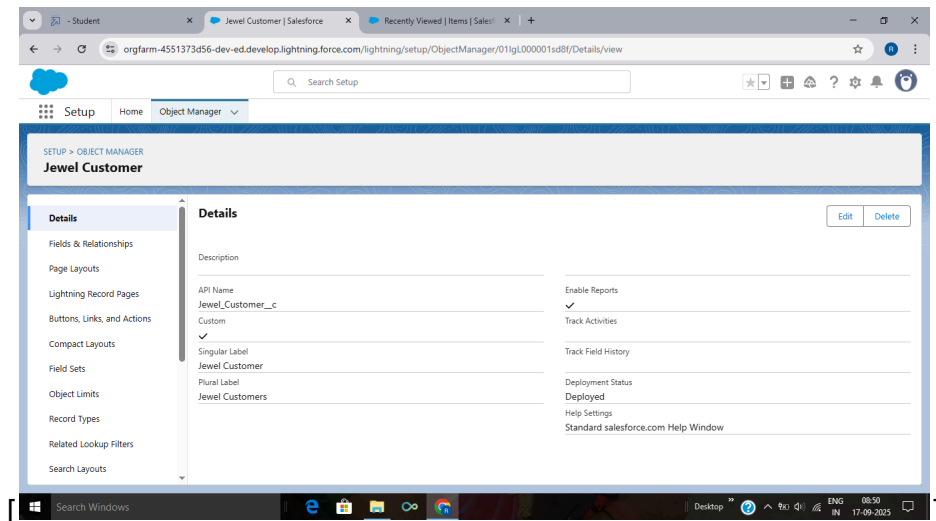 - Student
Jewel Customer | Salesforce
Recently Viewed | Items | Salesf
orgfarm-4551373d56-dev-ed.develop.lightning.force.com/lightning/setup/ObjectManager/01IgL000001sd8f/Details/view
R
Search Setup
Setup
Home
Object Manager
SETUP > OBJECT MANAGER
Jewel Customer
Details
Fields & Relationships
Page Layouts
Lightning Record Pages
Buttons, Links, and Actions
Compact Layouts
Field Sets
Object Limits
Record Types
Related Lookup Filters
Search Layouts
Details
Edit
Delete
Description
API Name
Jewel_Customer__c
Custom
Singular Label
Jewel Customer
Plural Label
Jewel Customers
Enable Reports
Track Activities
Track Field History
Deployment Status
Deployed
Help Settings
Standard salesforce.com Help Window
Search Windows
Desktop
ENG
IN
08:50
17-09-2025